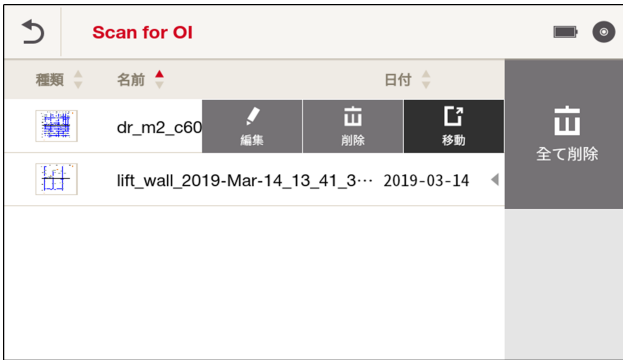 Scan for OI
種類 名前 日付
dr_m2_c60 編集 削除 移動
全て削除
lift_wall_2019-Mar-14_13_41_3… 2019-03-14